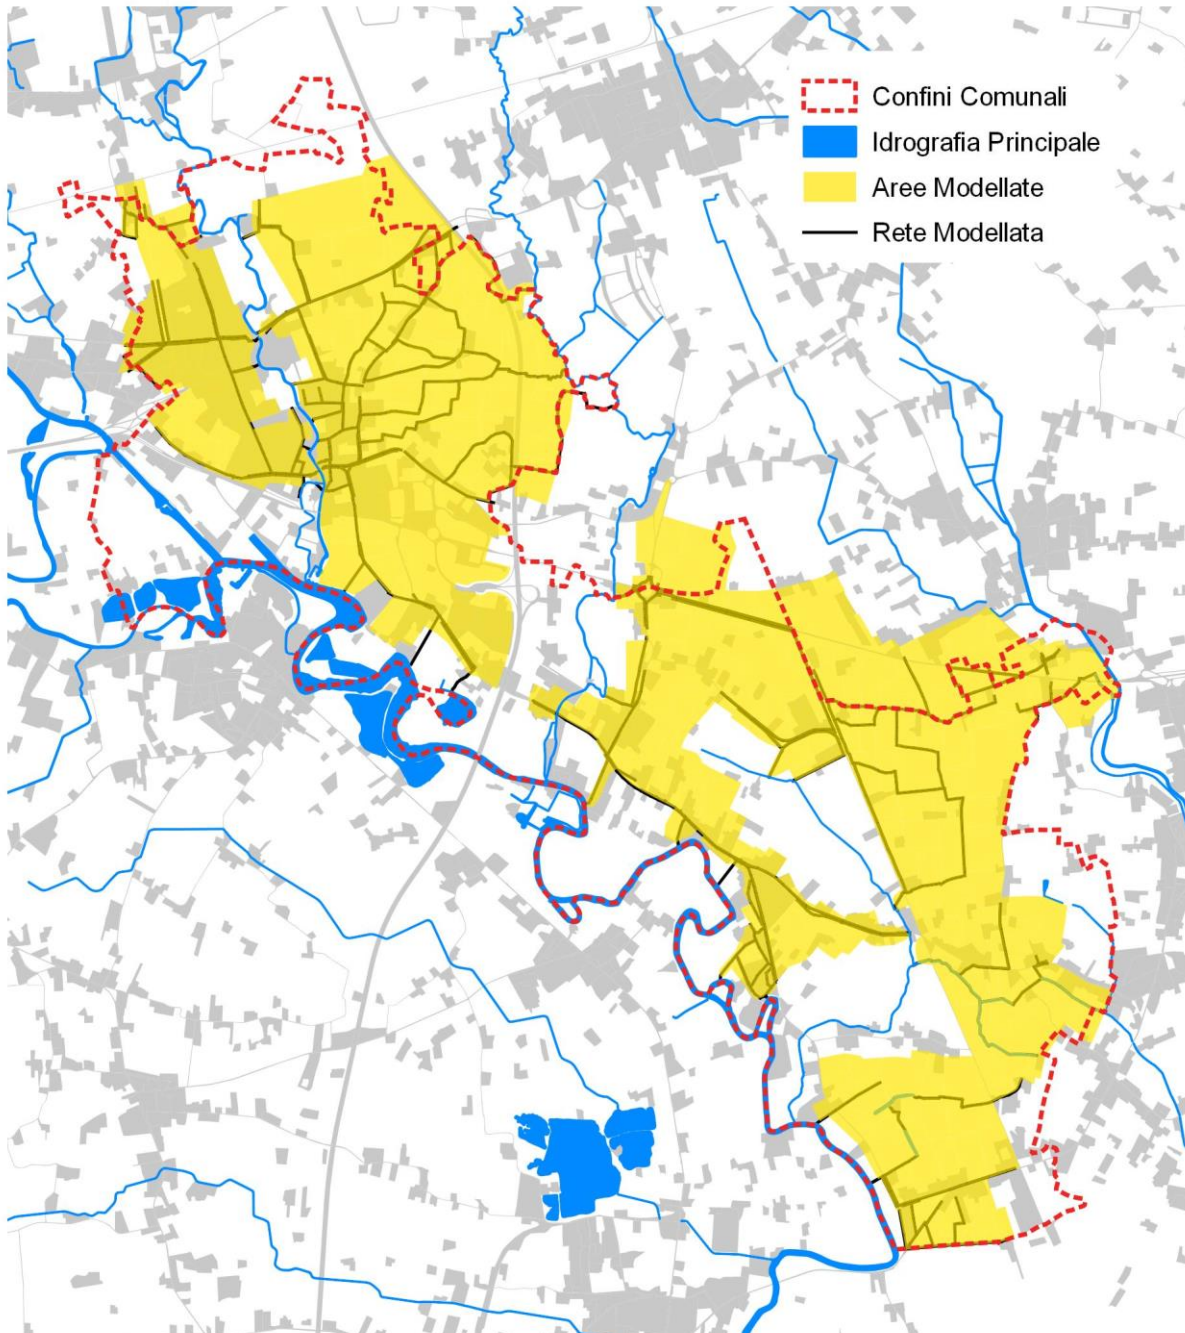 Confini Comunali
Idrografia Principale
Aree Modellate
Rete Modellata